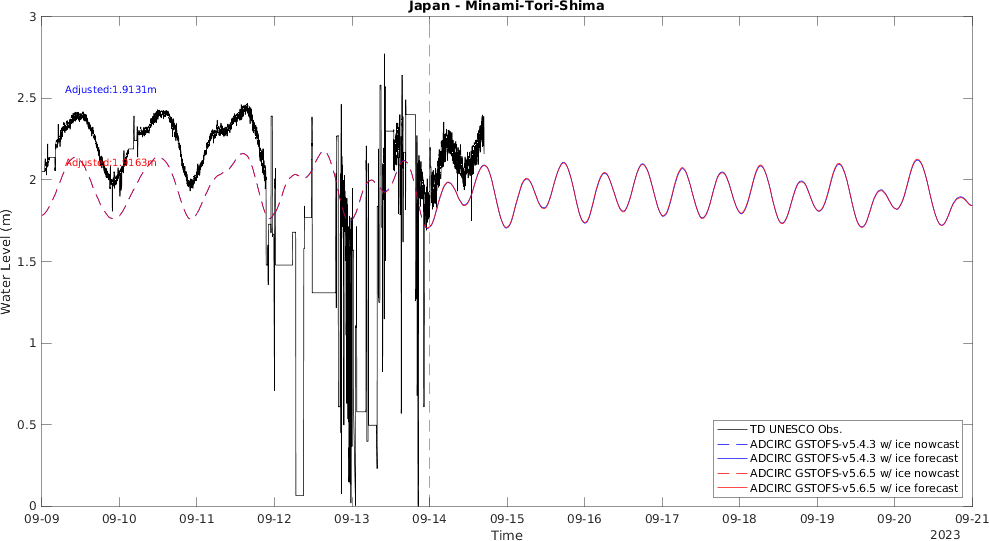 Japan - Minami-Tori-Shima
3
2.5
2
1.5
1
0.5
0
Water Level (m)
Adjusted:1.9131m
Adjusted:1.9163m
TD UNESCO Obs.
ADCIRC GSTOFS-v5.4.3 w/ ice nowcast
ADCIRC GSTOFS-v5.4.3 w/ ice forecast
ADCIRC GSTOFS-v5.6.5 w/ ice nowcast
ADCIRC GSTOFS-v5.6.5 w/ ice forecast
09-09 09-10 09-11 09-12 09-13 09-14 09-15 09-16 09-17 09-18 09-19 09-20 09-21
Time
2023